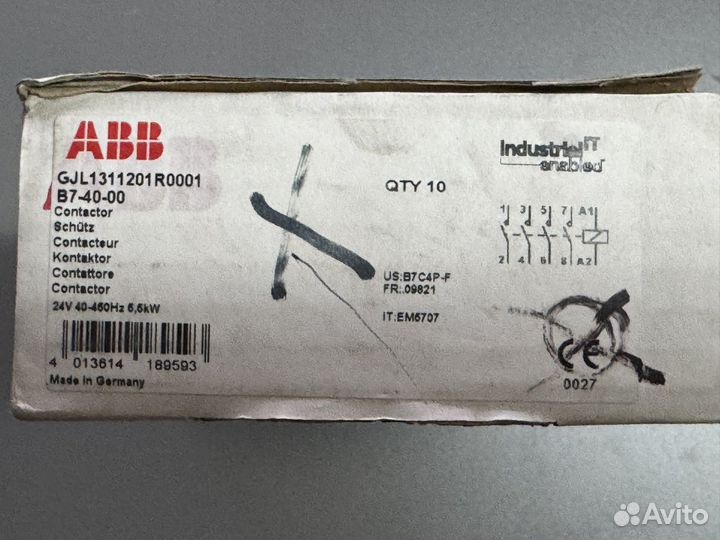 ABB
GJL1311201R0001
B7-40-00
Contactor
Schütz
Contacteur
Kontaktor
Contattore
Contactor
24V 40-450Hz 5,5kW
4 013614 189593
Made in Germany
QTY 10
US:B7C4P-F
FR:.09821
IT:EM5707
Industrial IT
enabled
1 3 5 7 A1
2 4 6 8 A2
CE
0027
Avito